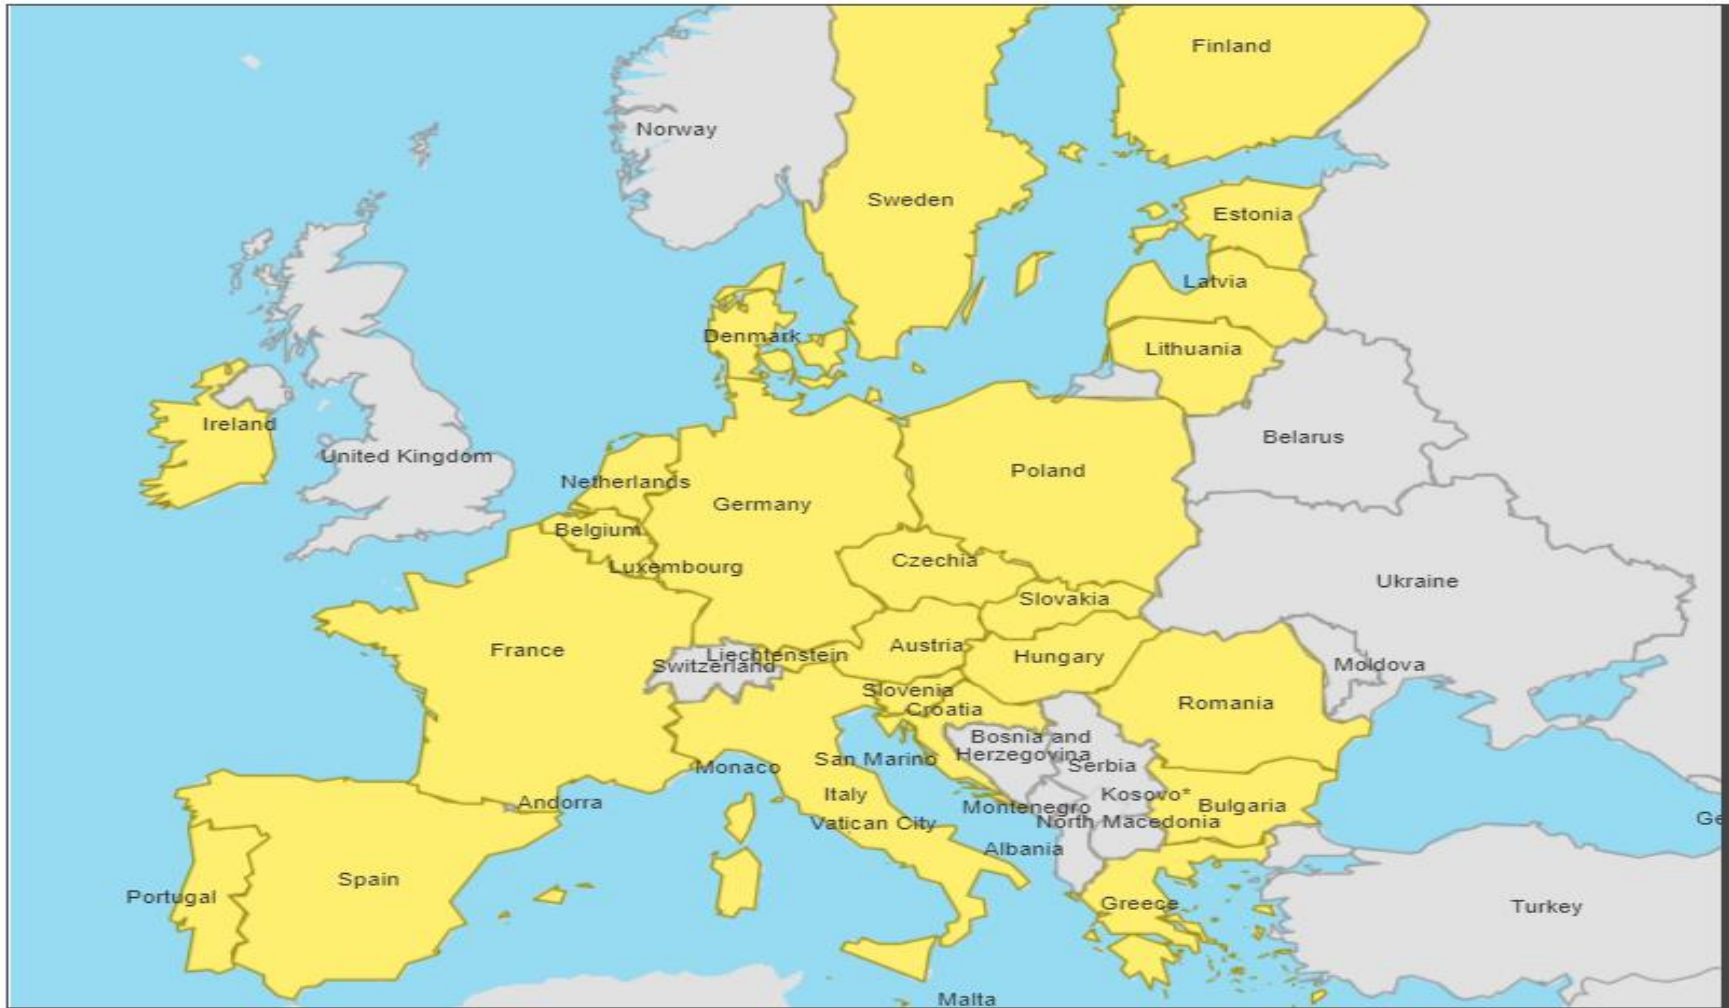 Finland
Norway
Sweden
Estonia
Latvia
Denmark
Lithuania
Ireland
Belarus
United Kingdom
Poland
Netherlands
Germany
Belgium
Czechia
Luxembourg
Ukraine
Slovakia
Austria
France
Liechtenstein
Hungary
Switzerland
Moldova
Slovenia
Romania
Croatia
Bosnia and
Herzegovina
San Marino
Serbia
Monaco
Italy
Kosovo*
Andorra
Montenegro
Bulgaria
Vatican City
North Macedonia
Ge
Albania
Spain
Portugal
Greece
Turkey
Malta